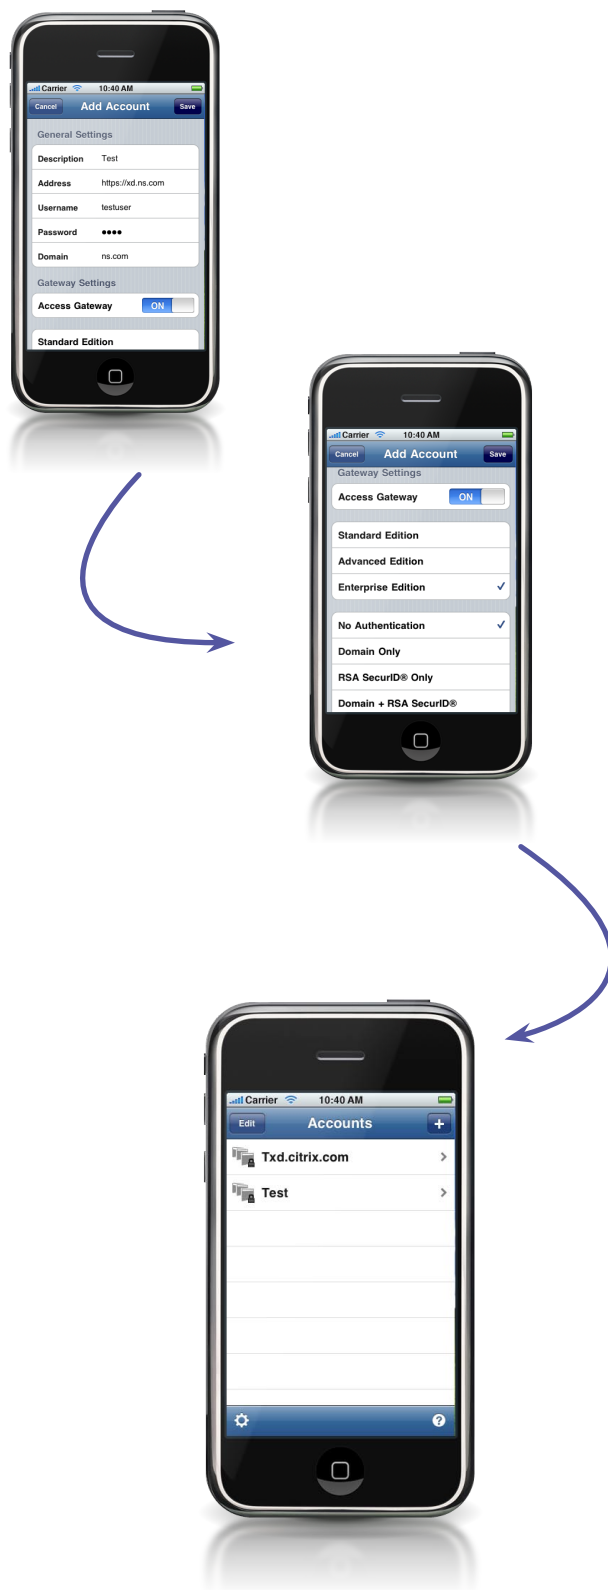 Carrier 10:40 AM
Cancel Add Account Save
General Settings
Description Test
Address https://xd.ns.com
Username testuser
Password ●●●●
Domain ns.com
Gateway Settings
Access Gateway ON
Standard Edition
Carrier 10:40 AM
Cancel Add Account Save
Gateway Settings
Access Gateway ON
Standard Edition
Advanced Edition
Enterprise Edition ✓
No Authentication ✓
Domain Only
RSA SecurID® Only
Domain + RSA SecurID®
Carrier 10:40 AM
Edit Accounts +
Txd.citrix.com
Test
?